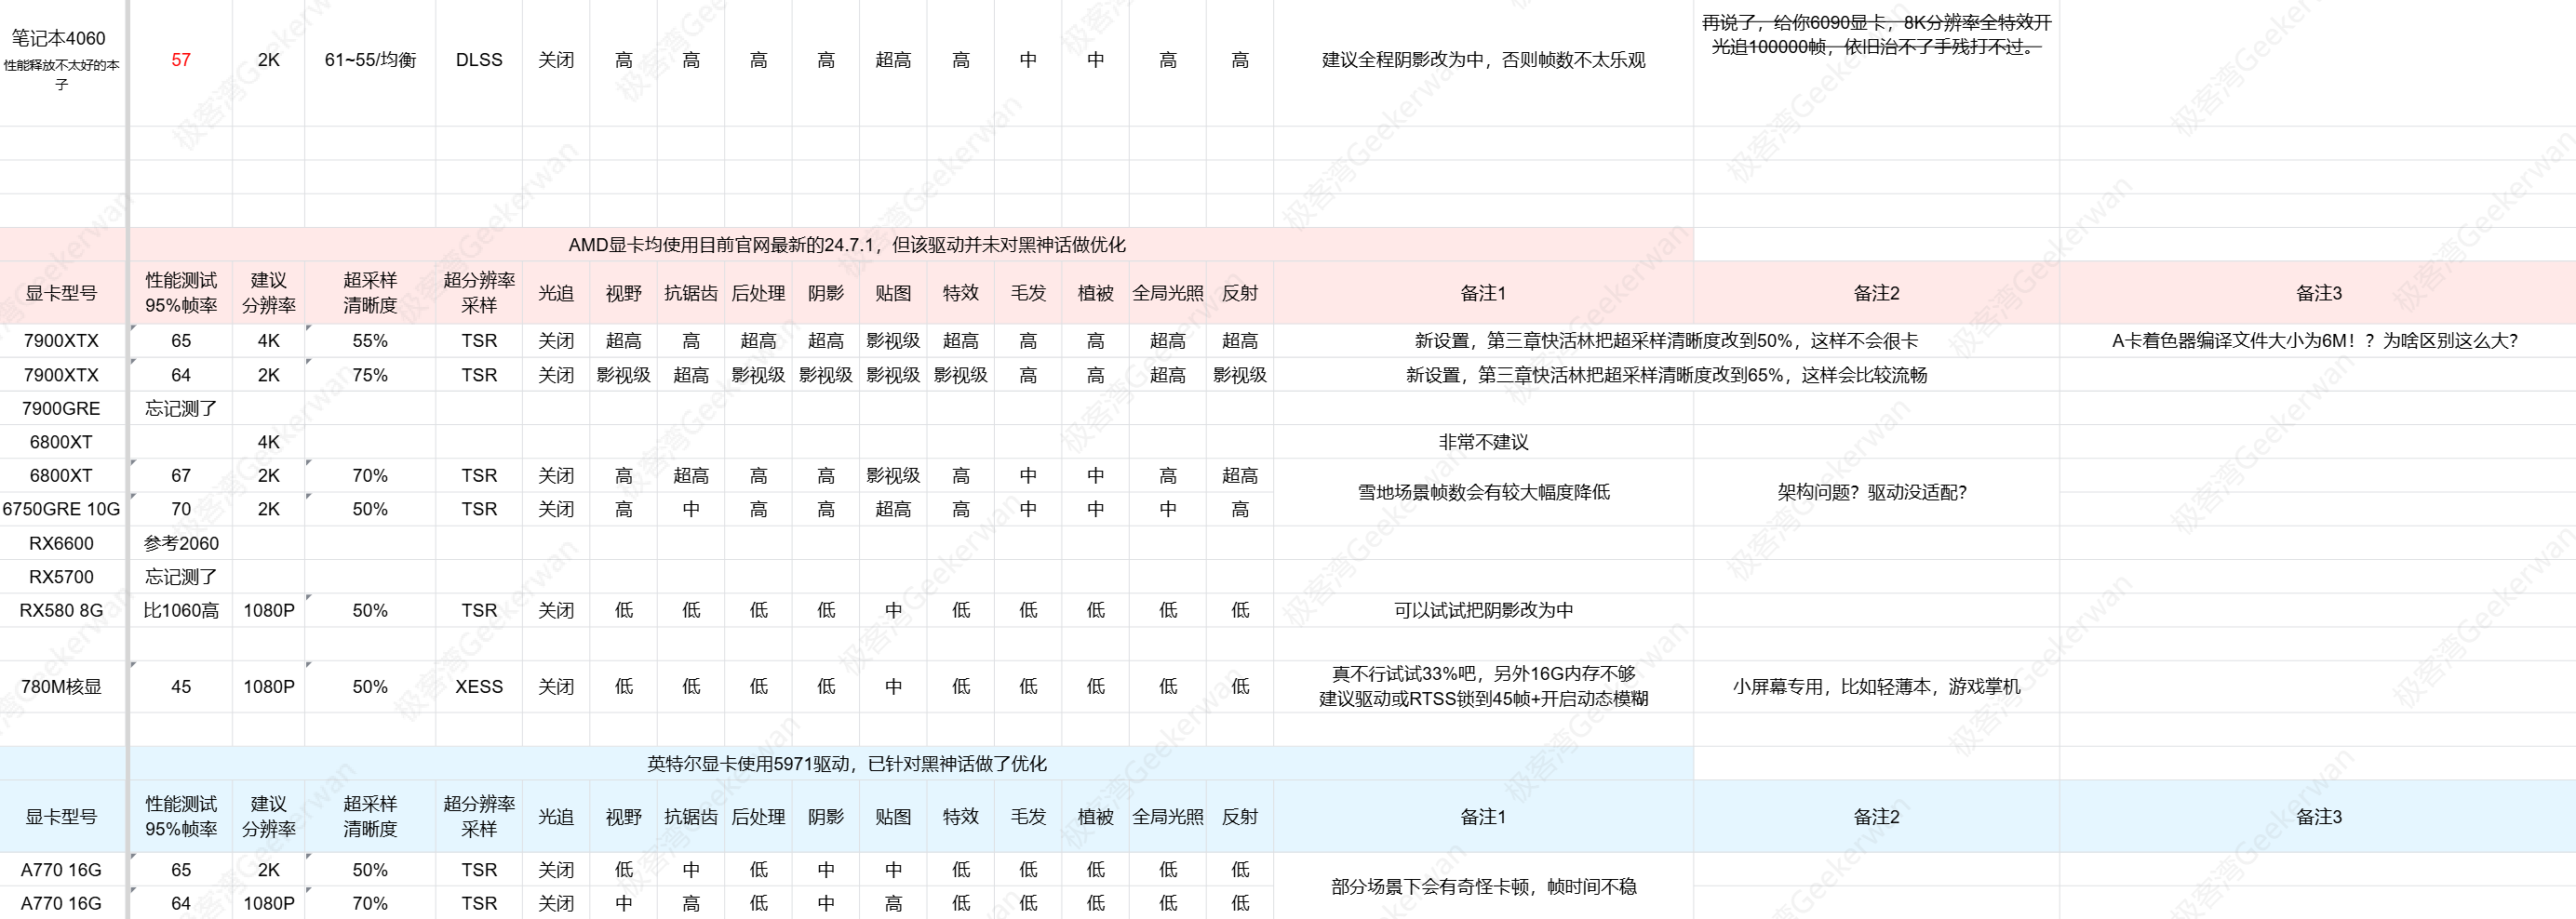 笔记本4060
性能释放不太好的本
子
57
2K
61~55/均衡
DLSS
关闭
高
高
高
高
超高
高
中
中
高
高
建议全程阴影改为中，否则帧数不太乐观
再说了，给你6090显卡，8K分辨率全特效开
光追100000帧，依旧治不了手残打不过。
AMD显卡均使用目前官网最新的24.7.1，但该驱动并未对黑神话做优化
显卡型号
性能测试
95%帧率
建议
分辨率
超采样
清晰度
超分辨率
采样
光追
视野
抗锯齿
后处理
阴影
贴图
特效
毛发
植被
全局光照
反射
备注1
备注2
备注3
7900XTX
65
4K
55%
TSR
关闭
超高
高
超高
超高
影视级
超高
高
高
超高
超高
新设置，第三章快活林把超采样清晰度改到50%，这样不会很卡
A卡着色器编译文件大小为6M！？为啥区别这么大？
7900XTX
64
2K
75%
TSR
关闭
影视级
超高
影视级
影视级
影视级
影视级
高
高
超高
影视级
新设置，第三章快活林把超采样清晰度改到65%，这样会比较流畅
7900GRE
忘记测了
6800XT
4K
非常不建议
6800XT
67
2K
70%
TSR
关闭
高
超高
高
高
影视级
高
中
中
高
超高
雪地场景帧数会有较大幅度降低
架构问题？驱动没适配？
6750GRE 10G
70
2K
50%
TSR
关闭
高
中
高
高
超高
高
中
中
中
高
RX6600
参考2060
RX5700
忘记测了
RX580 8G
比1060高
1080P
50%
TSR
关闭
低
低
低
低
中
低
低
低
低
低
可以试试把阴影改为中
780M核显
45
1080P
50%
XESS
关闭
低
低
低
低
中
低
低
低
低
低
真不行试试33%吧，另外16G内存不够
建议驱动或RTSS锁到45帧+开启动态模糊
小屏幕专用，比如轻薄本，游戏掌机
英特尔显卡使用5971驱动，已针对黑神话做了优化
显卡型号
性能测试
95%帧率
建议
分辨率
超采样
清晰度
超分辨率
采样
光追
视野
抗锯齿
后处理
阴影
贴图
特效
毛发
植被
全局光照
反射
备注1
备注2
备注3
A770 16G
65
2K
50%
TSR
关闭
低
中
低
中
中
低
低
低
低
低
部分场景下会有奇怪卡顿，帧时间不稳
A770 16G
64
1080P
70%
TSR
关闭
中
高
低
中
高
低
低
低
低
低
极客湾Geekerwan